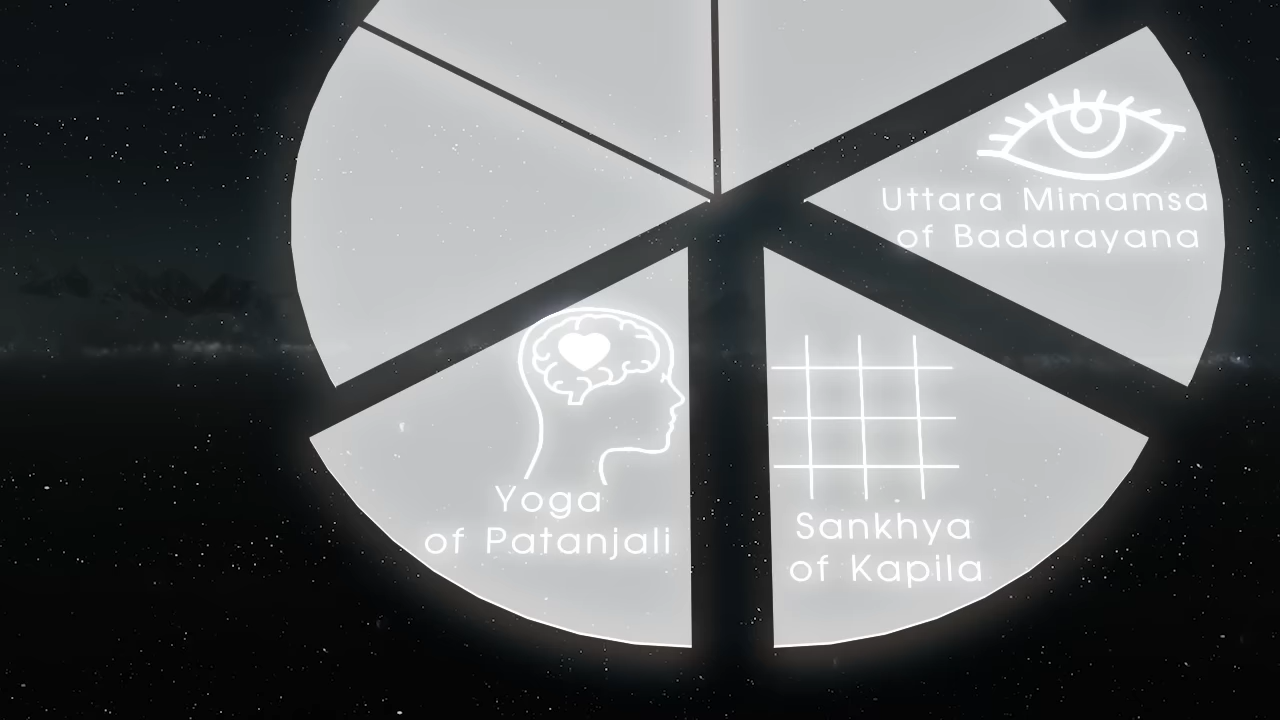 Uttara Mimamsa
of Badarayana
Yoga
of Patanjali
Sankhya
of Kapila